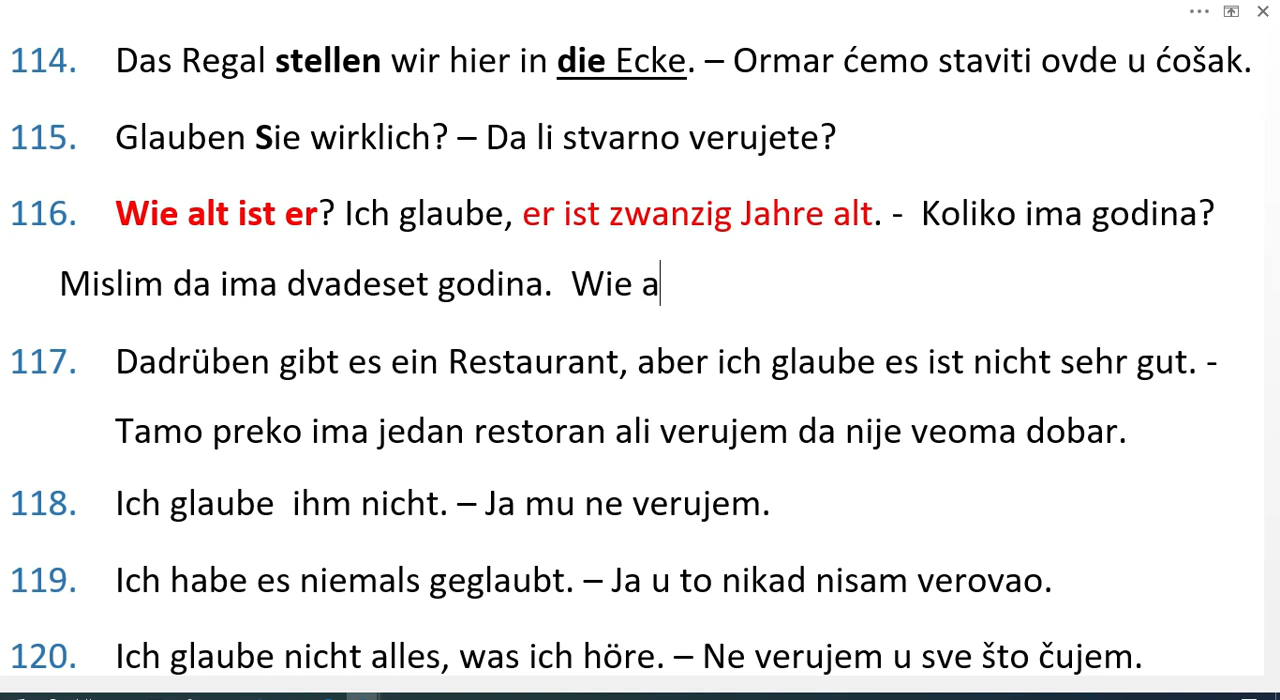 114. Das Regal stellen wir hier in die Ecke. – Ormar ćemo staviti ovde u ćošak.
115. Glauben Sie wirklich? – Da li stvarno verujete?
116. Wie alt ist er? Ich glaube, er ist zwanzig Jahre alt. - Koliko ima godina?
Mislim da ima dvadeset godina. Wie a
117. Dadrüben gibt es ein Restaurant, aber ich glaube es ist nicht sehr gut. -
Tamo preko ima jedan restoran ali verujem da nije veoma dobar.
118. Ich glaube ihm nicht. – Ja mu ne verujem.
119. Ich habe es niemals geglaubt. – Ja u to nikad nisam verovao.
120. Ich glaube nicht alles, was ich höre. – Ne verujem u sve što čujem.